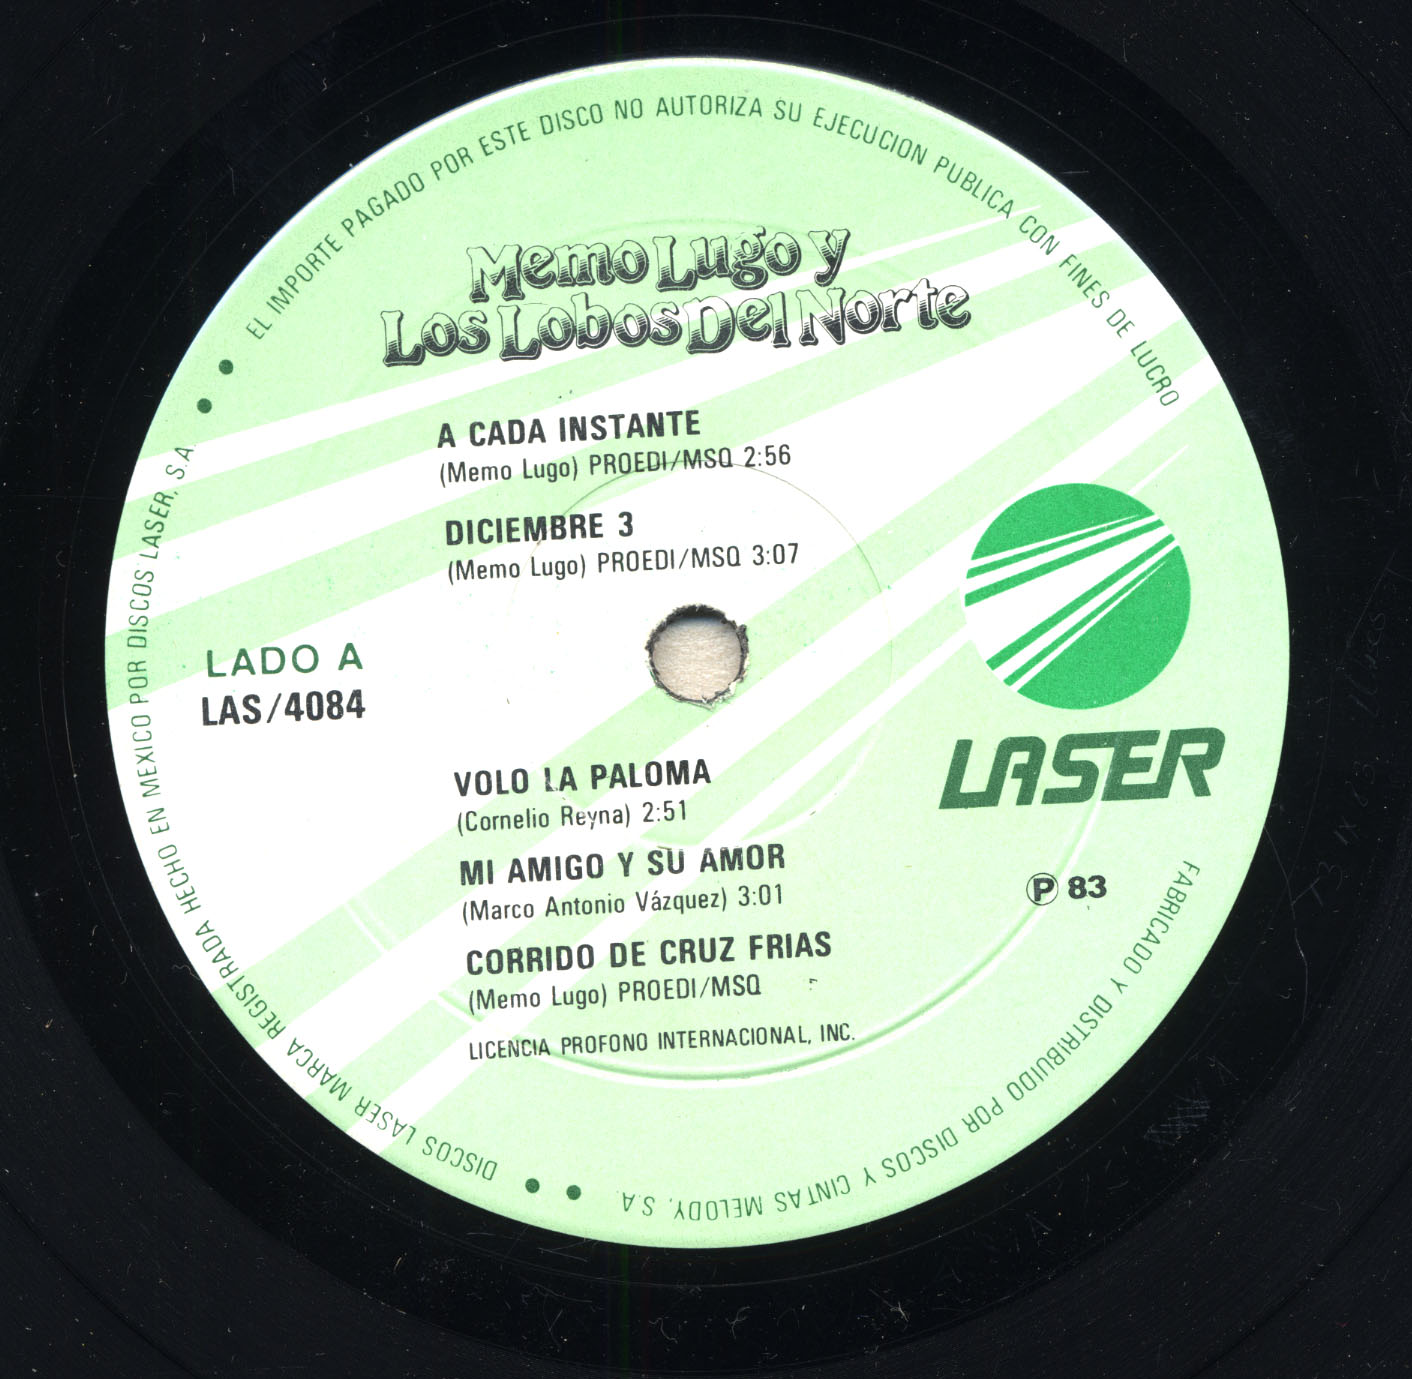 EL IMPORTE PAGADO POR ESTE DISCO NO AUTORIZA SU EJECUCION PUBLICA CON FINES DE LUCRO
Memo Lugo y
Los Lobos Del Norte
A CADA INSTANTE
(Memo Lugo) PROEDI/MSQ 2:56
DICIEMBRE 3
(Memo Lugo) PROEDI/MSQ 3:07
LADO A
LAS/4084
LASER
VOLO LA PALOMA
(Cornelio Reyna) 2:51
MI AMIGO Y SU AMOR
(Marco Antonio Vázquez) 3:01
P 83
CORRIDO DE CRUZ FRIAS
(Memo Lugo) PROEDI/MSQ
LICENCIA PROFONO INTERNACIONAL, INC.
FABRICADO Y DISTRIBUIDO POR DISCOS Y CINTAS MELODY, S.A.
DISCOS LASER MARCA REGISTRADA HECHO EN MEXICO POR DISCOS LASER, S.A.